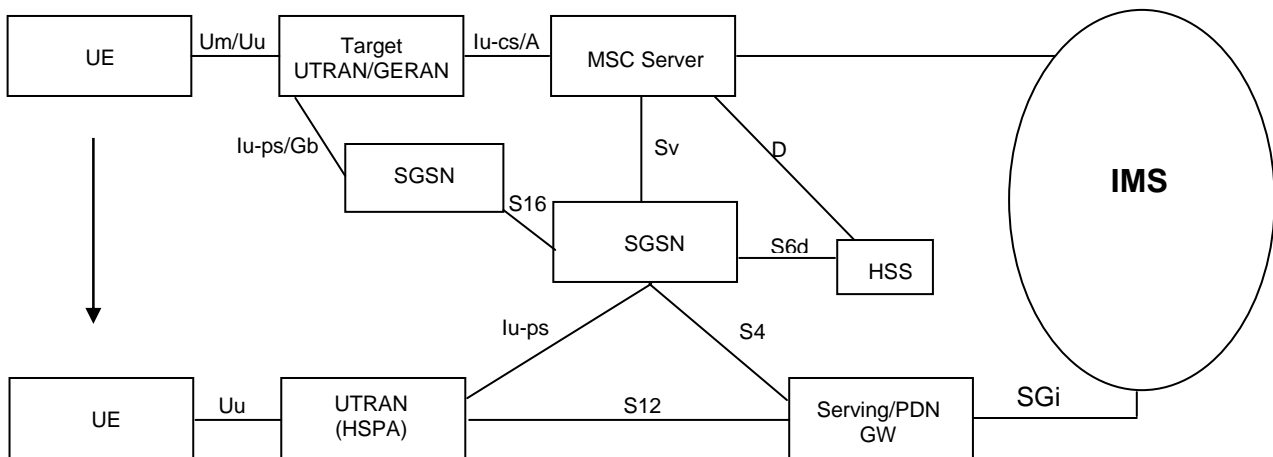 UE
Um/Uu
Target
UTRAN/GERAN
Iu-cs/A
MSC Server
Iu-ps/Gb
SGSN
S16
Sv
D
IMS
SGSN
S6d
HSS
Iu-ps
S4
UE
Uu
UTRAN
(HSPA)
S12
Serving/PDN
GW
SGi